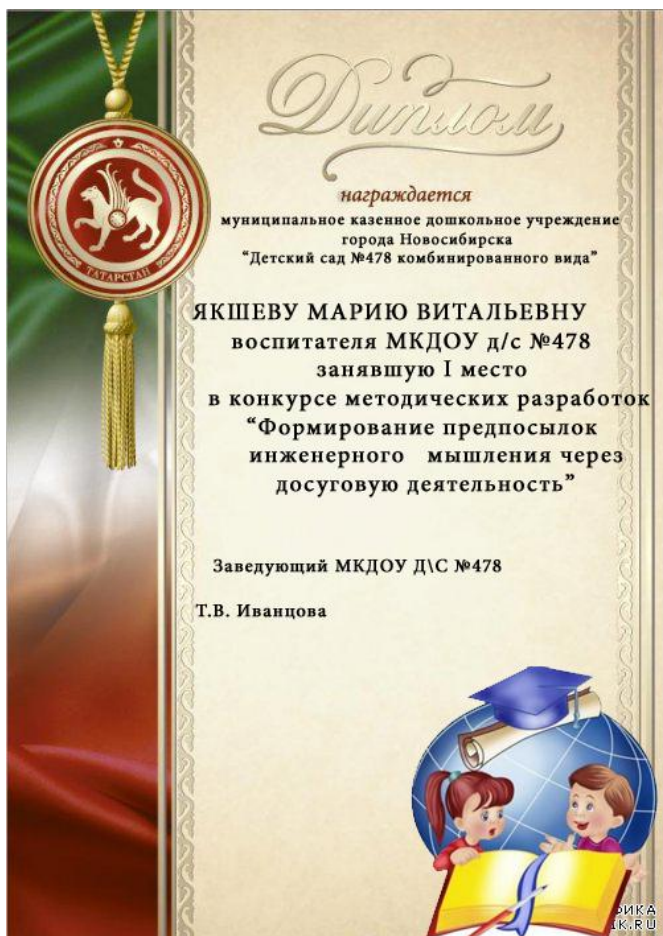 Диплом
ТАТАРСТАН
награждается
муниципальное казенное дошкольное учреждение
города Новосибирска
“Детский сад №478 комбинированного вида”
ЯКШЕВУ МАРИЮ ВИТАЛЬЕВНУ
воспитателя МКДОУ д/с №478
занявшую I место
в конкурсе методических разработок
“Формирование предпосылок
инженерного мышления через
досуговую деятельность”
Заведующий МКДОУ Д\С №478
Т.В. Иванцова